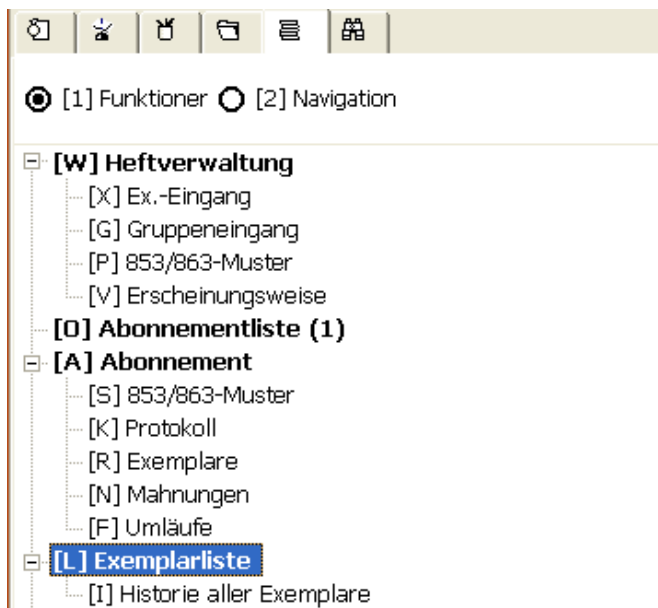 [1] Funktioner [2] Navigation
[W] Heftverwaltung
[X] Ex.-Eingang
[G] Gruppeneingang
[P] 853/863-Muster
[V] Erscheinungsweise
[O] Abonnementliste (1)
[A] Abonnement
[S] 853/863-Muster
[K] Protokoll
[R] Exemplare
[N] Mahnungen
[F] Umläufe
[L] Exemplarliste
[I] Historie aller Exemplare